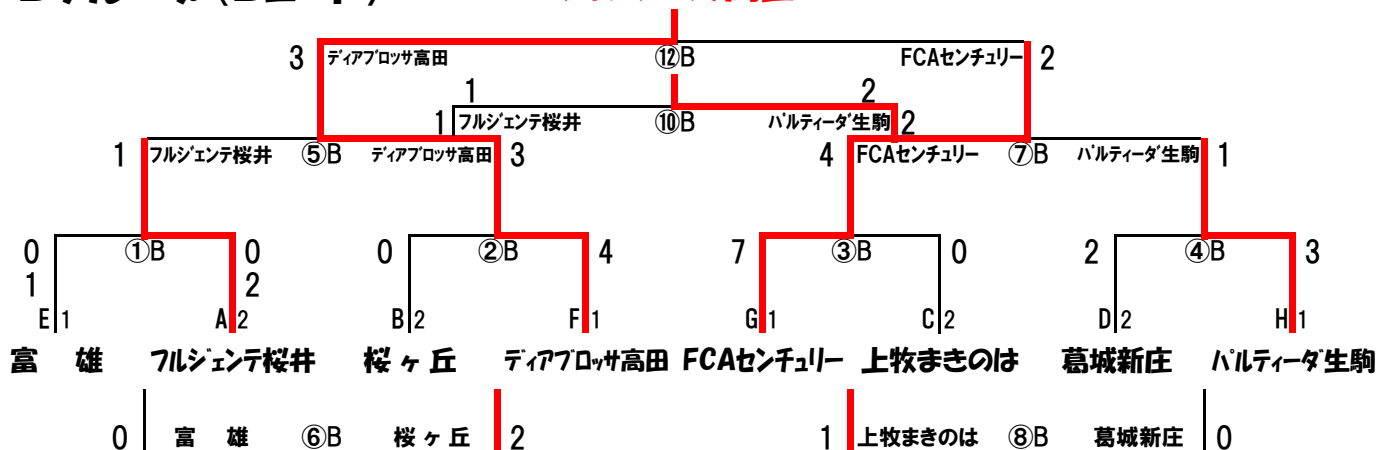 3 ディアブロッサ高田 ⑫B FCAセンチュリー 2
1 2
1 フルジェンテ桜井 ⑩B パルティーダ生駒 2
1 フルジェンテ桜井 ⑤B ディアブロッサ高田 3 4 FCAセンチュリー ⑦B パルティーダ生駒 1
0 ①B 0 0 ②B 4 7 ③B 0 2 ④B 3
1 2
E 1 A 2 B 2 F 1 G 1 C 2 D 2 H 1
富 雄 フルジェンテ桜井 桜ヶ丘 ディアブロッサ高田 FCAセンチュリー 上牧まきのは 葛城新庄 パルティーダ生駒
0 富 雄 ⑥B 桜ヶ丘 2 1 上牧まきのは ⑧B 葛城新庄 0